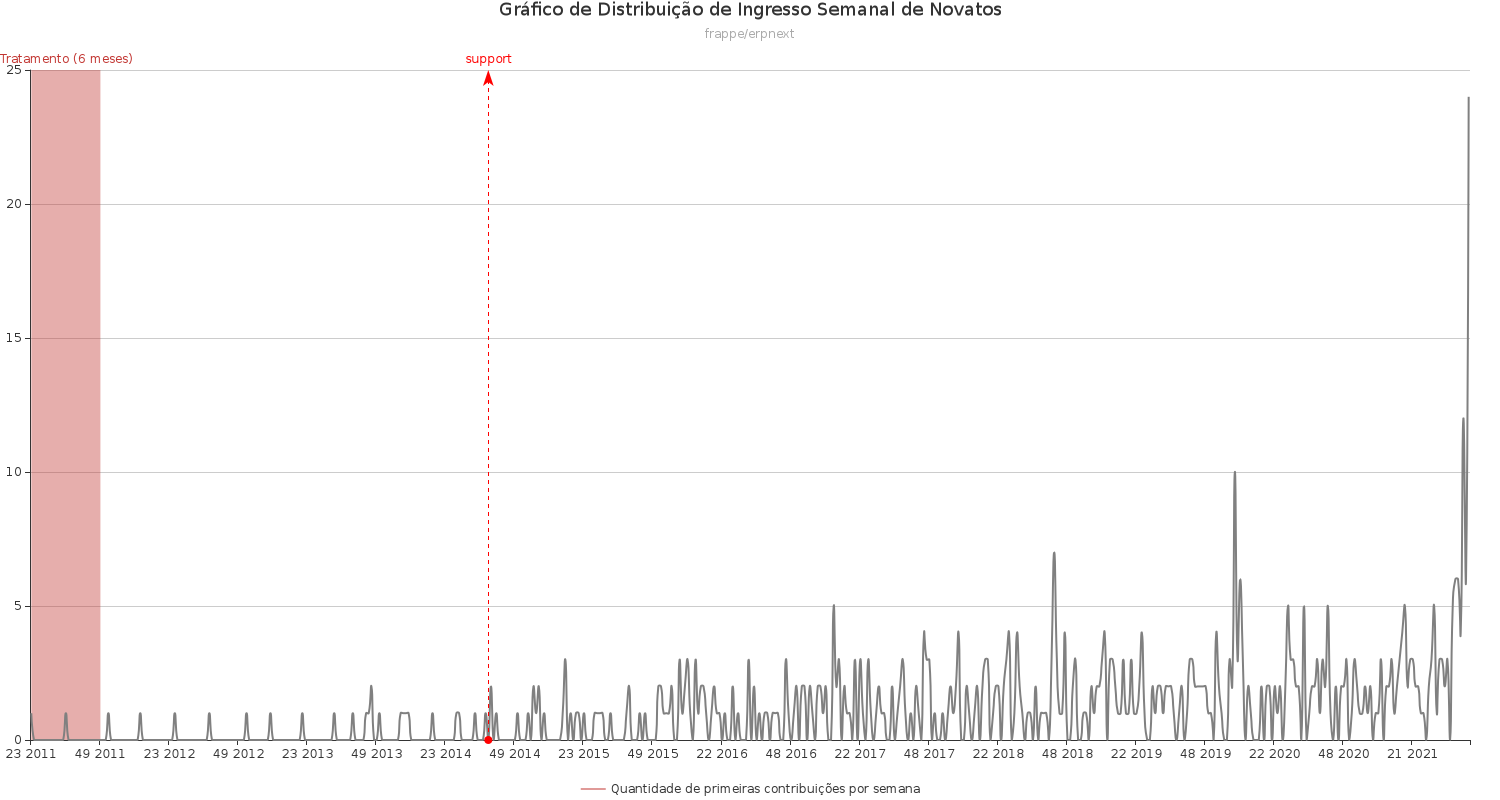 Gráfico de Distribuição de Ingresso Semanal de Novatos
frappe/erpnext
Tratamento (6 meses)
support
25
20
15
10
5
0
23 2011 49 2011 23 2012 49 2012 23 2013 49 2013 23 2014 49 2014 23 2015 49 2015 22 2016 48 2016 22 2017 48 2017 22 2018 48 2018 22 2019 48 2019 22 2020 48 2020 21 2021
Quantidade de primeiras contribuições por semana